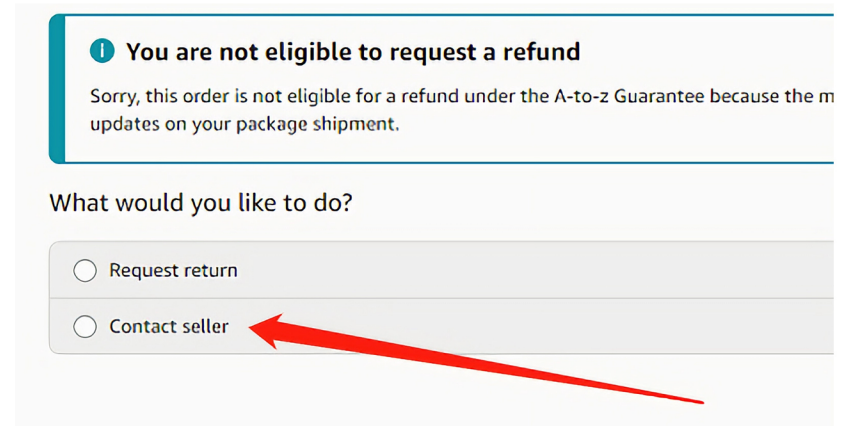 You are not eligible to request a refund
Sorry, this order is not eligible for a refund under the A-to-z Guarantee because the
updates on your package shipment.
What would you like to do?
Request return
Contact seller